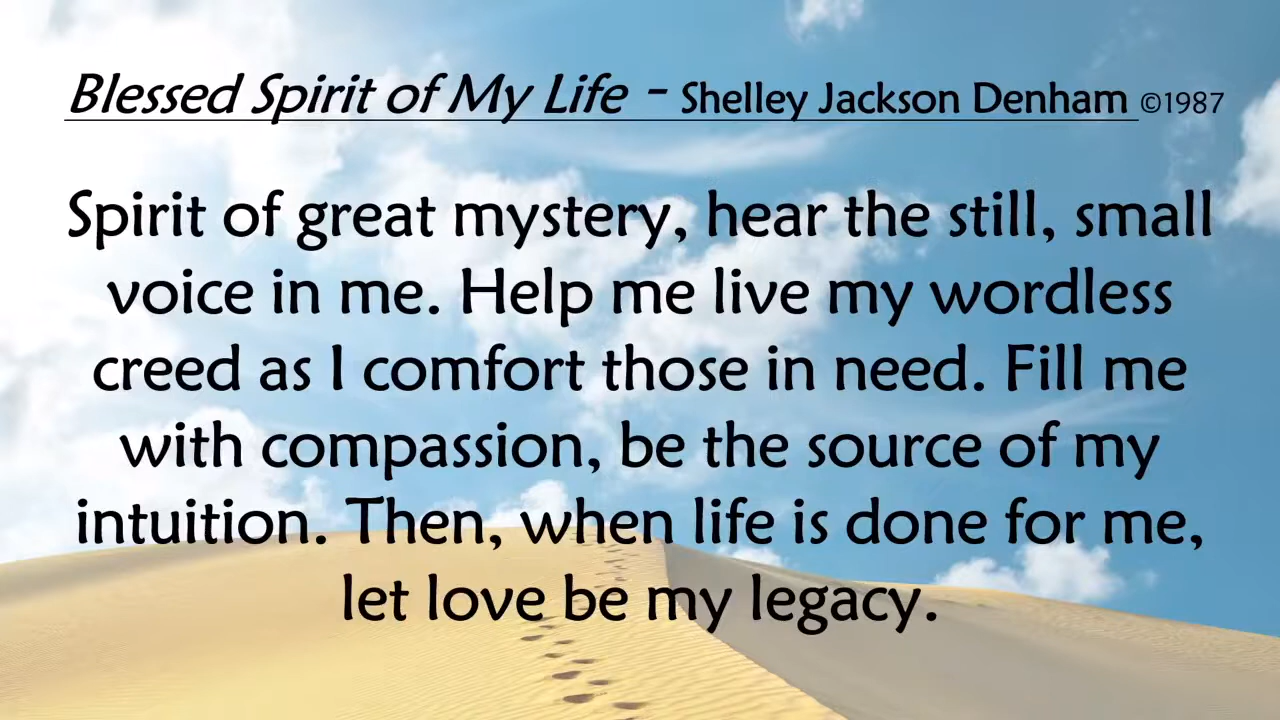 Blessed Spirit of My Life - Shelley Jackson Denham ©1987
Spirit of great mystery, hear the still, small
voice in me. Help me live my wordless
creed as I comfort those in need. Fill me
with compassion, be the source of my
intuition. Then, when life is done for me,
let love be my legacy.